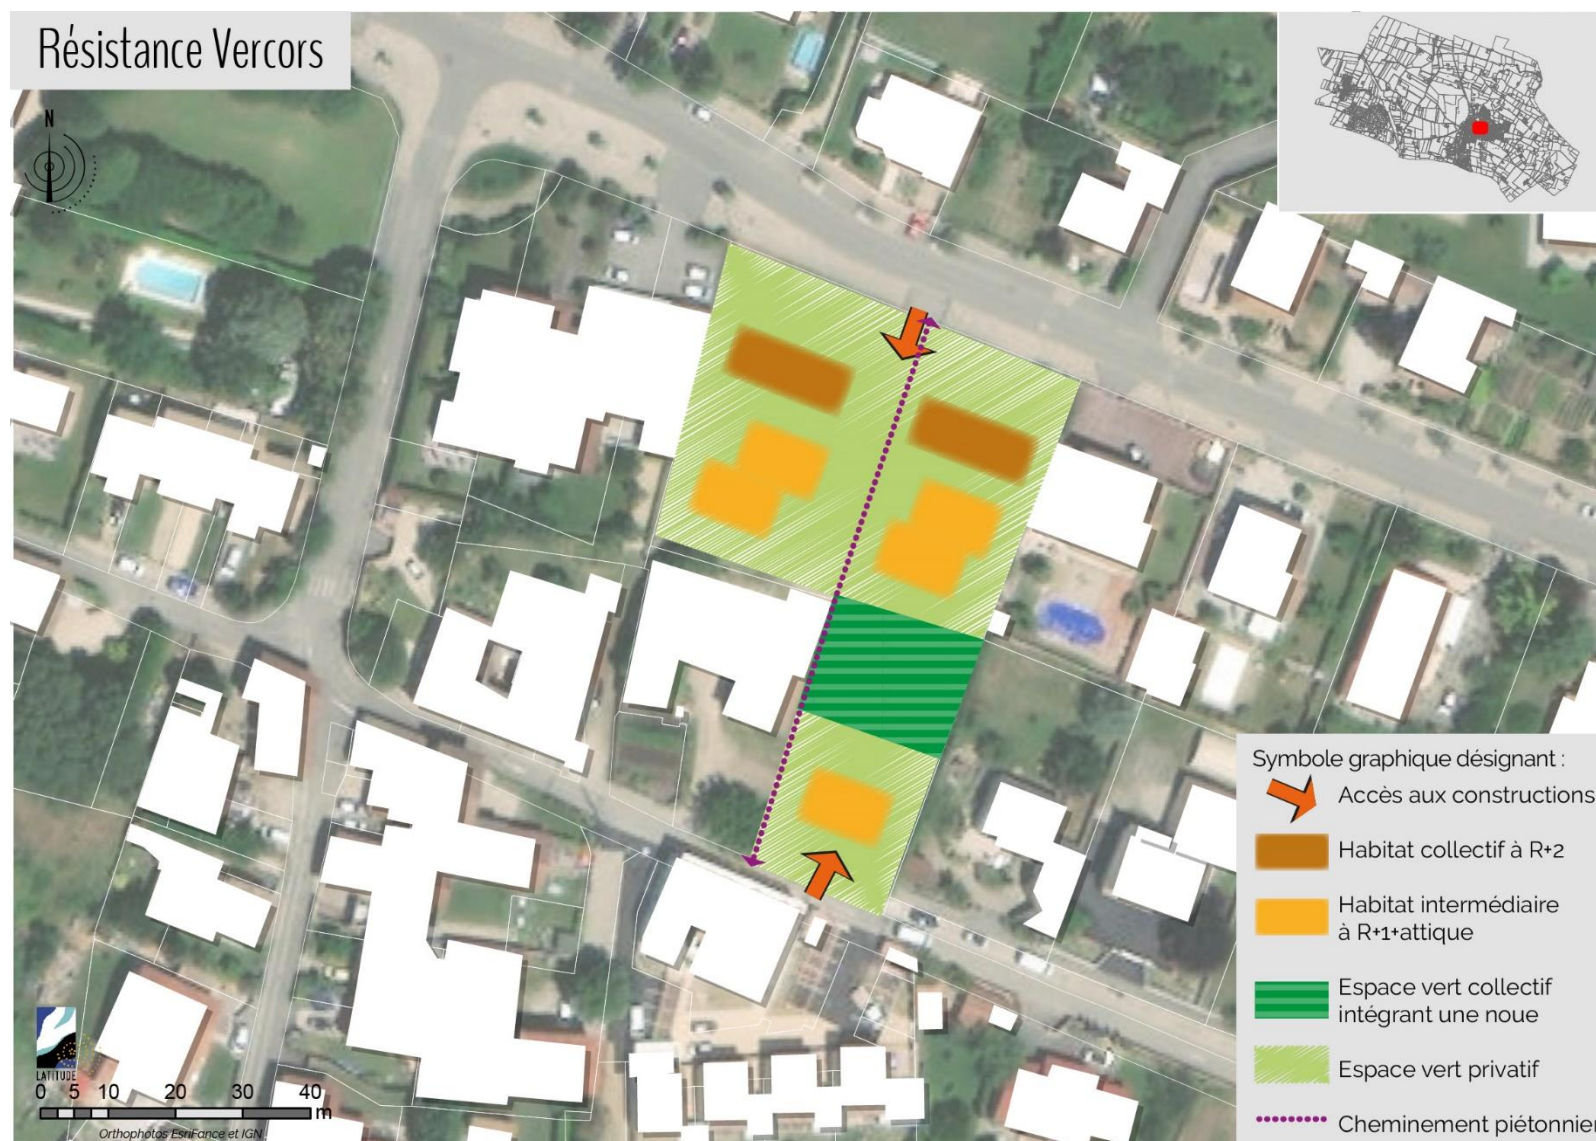 Résistance Vercors
N
Symbole graphique désignant :
Accès aux constructions
Habitat collectif à R+2
Habitat intermédiaire
à R+1+attique
Espace vert collectif
intégrant une noue
Espace vert privatif
Cheminement piétonnier
LATITUDE
0 5 10 20 30 40
m
Orthophotos EsriFance et IGN